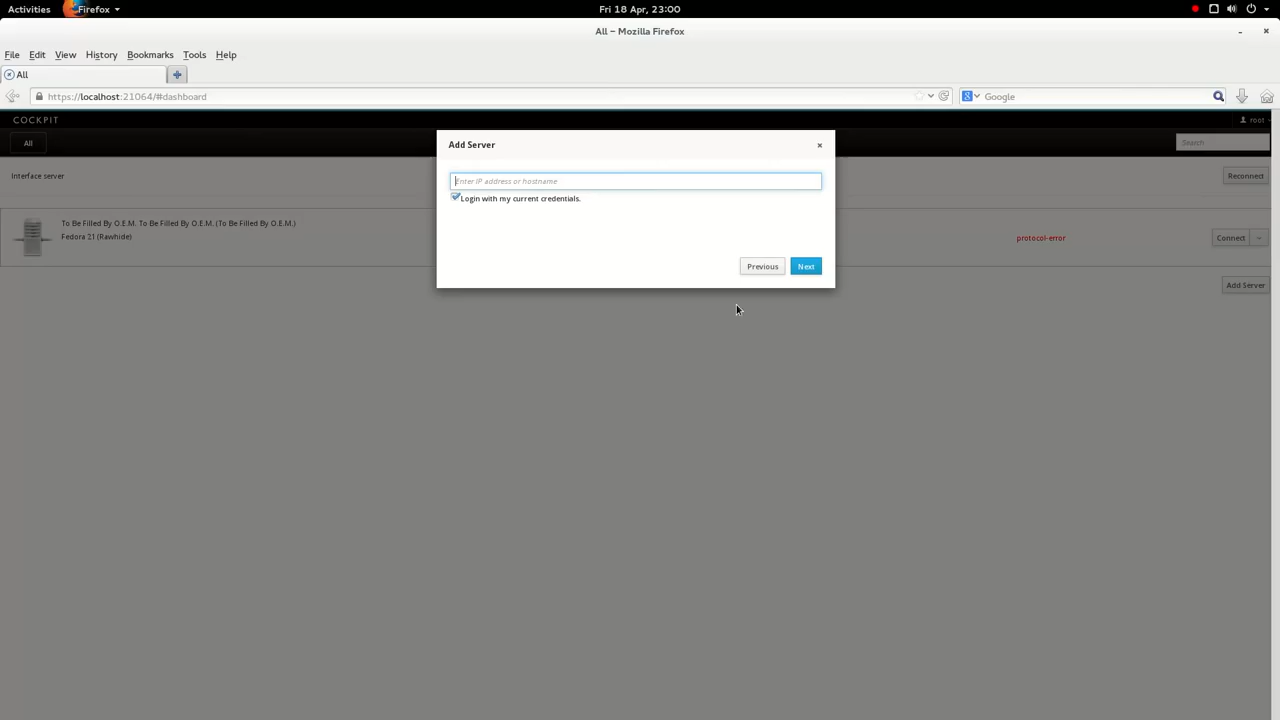 Activities Firefox Fri 18 Apr, 23:00
All – Mozilla Firefox
File Edit View History Bookmarks Tools Help
All
https://localhost:21064/#dashboard Google
COCKPIT root
All Search
Add Server
Interface server Reconnect
Enter IP address or hostname
Login with my current credentials.
To Be Filled By O.E.M. To Be Filled By O.E.M. (To Be Filled By O.E.M.)
Fedora 21 (Rawhide) protocol-error Connect
Previous Next
Add Server